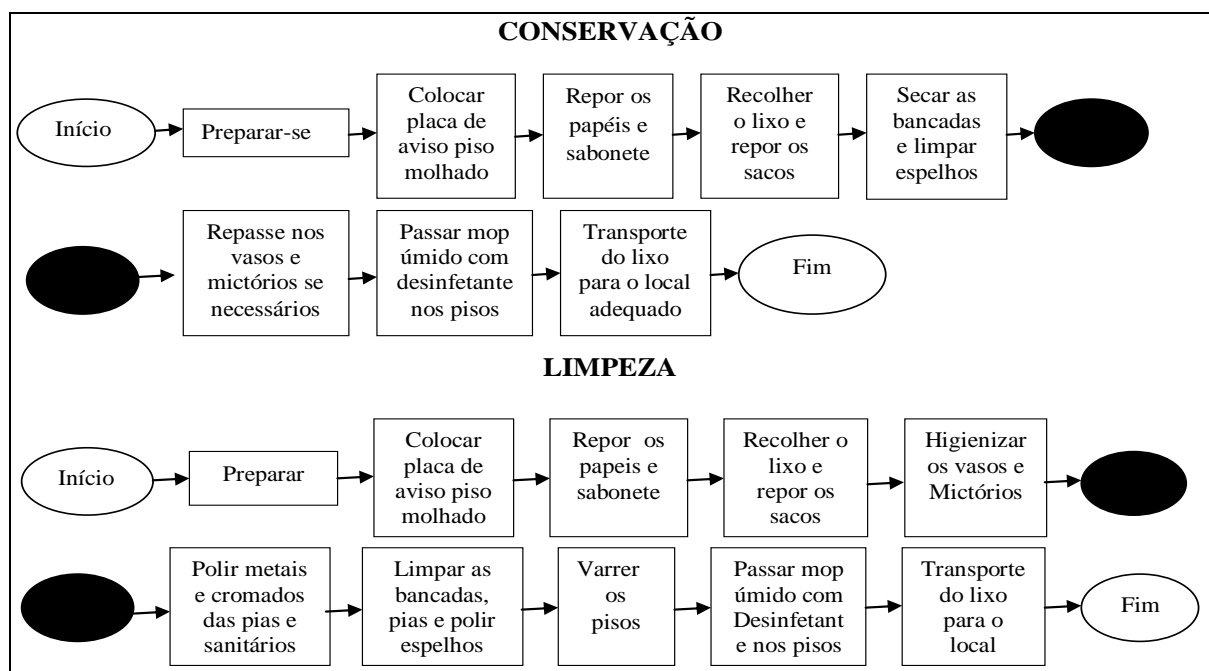 CONSERVAÇÃO
Início
Preparar-se
Colocar
placa de
aviso piso
molhado
Repor os
papéis e
sabonete
Recolher
o lixo e
repor os
sacos
Secar as
bancadas
e limpar
espelhos
Repasse nos
vasos e
mictórios se
necessários
Passar mop
úmido com
desinfetante
nos pisos
Transporte
do lixo
para o local
adequado
Fim
LIMPEZA
Início
Preparar
Colocar
placa de
aviso piso
molhado
Repor os
papeis e
sabonete
Recolher o
lixo e
repor os
sacos
Higienizar
os vasos e
Mictórios
Polir metais
e cromados
das pias e
sanitários
Limpar as
bancadas,
pias e polir
espelhos
Varrer
os
pisos
Passar mop
úmido com
Desinfetant
e nos pisos
Transporte
do lixo
para o
local
Fim